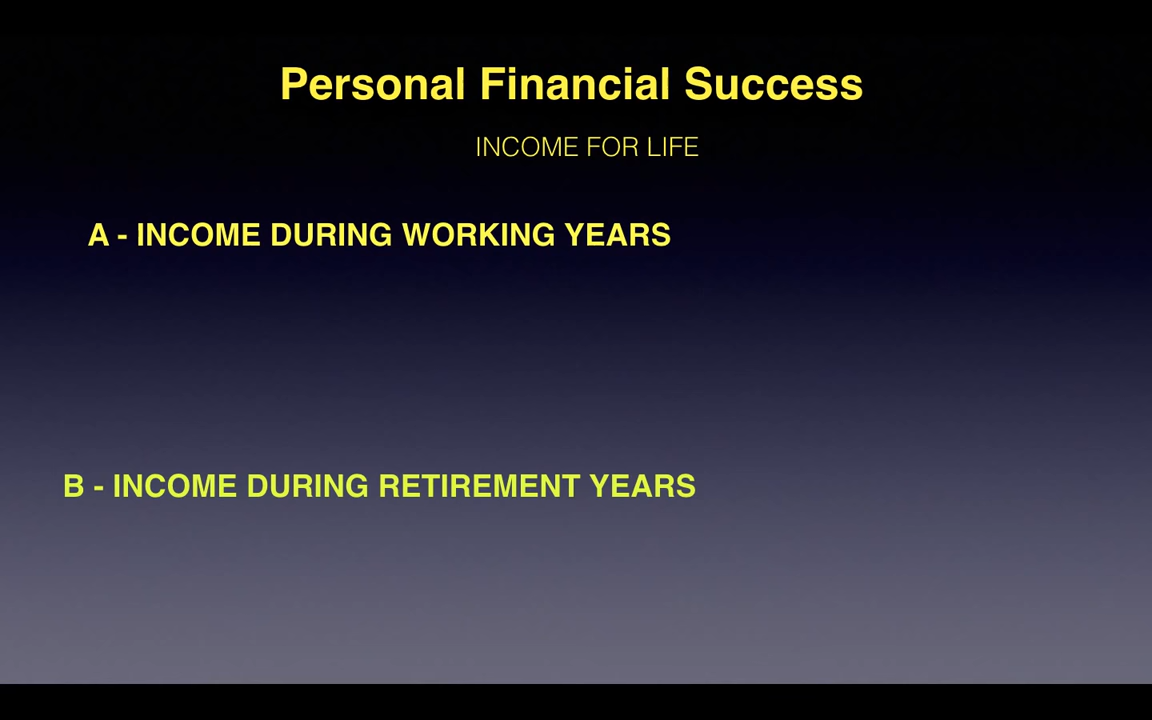 Personal Financial Success
INCOME FOR LIFE
A - INCOME DURING WORKING YEARS
B - INCOME DURING RETIREMENT YEARS